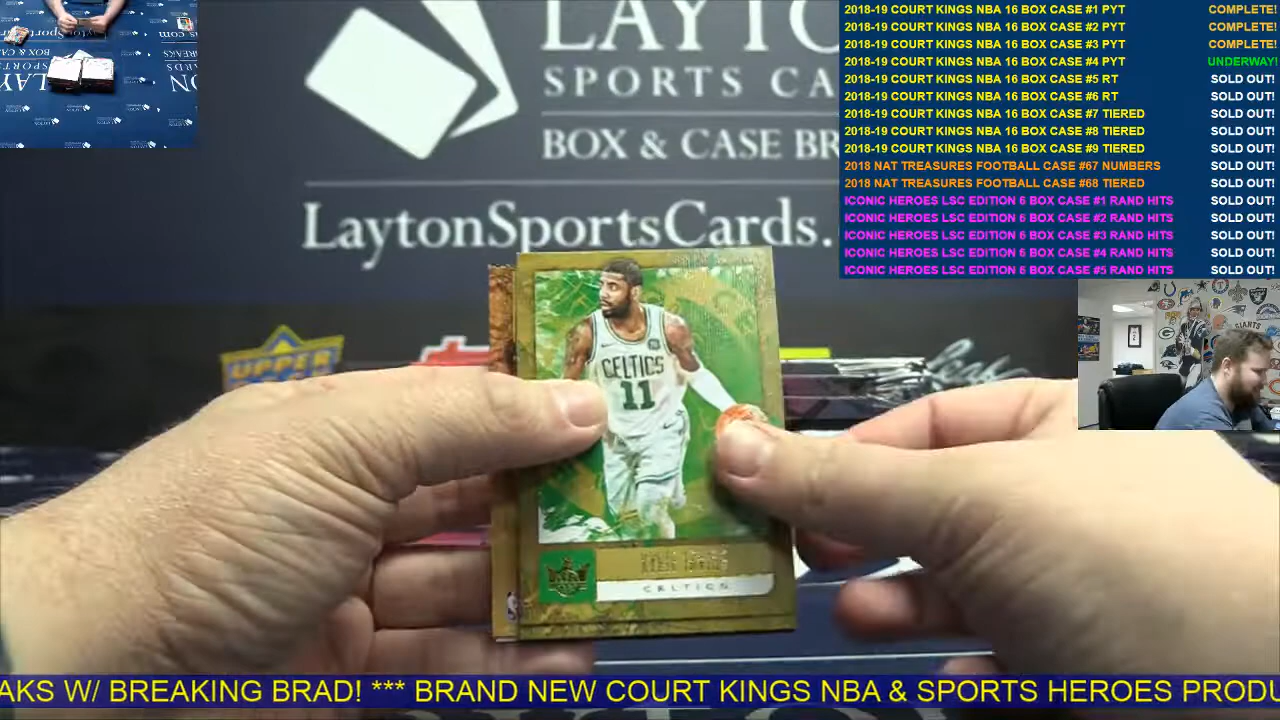 LAYTO
SPORTS CA
BOX & CASE BR
LaytonSportsCards.
2018-19 COURT KINGS NBA 16 BOX CASE #1 PYT COMPLETE!
2018-19 COURT KINGS NBA 16 BOX CASE #2 PYT COMPLETE!
2018-19 COURT KINGS NBA 16 BOX CASE #3 PYT COMPLETE!
2018-19 COURT KINGS NBA 16 BOX CASE #4 PYT UNDERWAY!
2018-19 COURT KINGS NBA 16 BOX CASE #5 RT SOLD OUT!
2018-19 COURT KINGS NBA 16 BOX CASE #6 RT SOLD OUT!
2018-19 COURT KINGS NBA 16 BOX CASE #7 TIERED SOLD OUT!
2018-19 COURT KINGS NBA 16 BOX CASE #8 TIERED SOLD OUT!
2018-19 COURT KINGS NBA 16 BOX CASE #9 TIERED SOLD OUT!
2018 NAT TREASURES FOOTBALL CASE #67 NUMBERS SOLD OUT!
2018 NAT TREASURES FOOTBALL CASE #68 TIERED SOLD OUT!
ICONIC HEROES LSC EDITION 6 BOX CASE #1 RAND HITS SOLD OUT!
ICONIC HEROES LSC EDITION 6 BOX CASE #2 RAND HITS SOLD OUT!
ICONIC HEROES LSC EDITION 6 BOX CASE #3 RAND HITS SOLD OUT!
ICONIC HEROES LSC EDITION 6 BOX CASE #4 RAND HITS SOLD OUT!
ICONIC HEROES LSC EDITION 6 BOX CASE #5 RAND HITS SOLD OUT!
UPPER
GIANTS
CELTICS
11
CELTICS
AKS W/ BREAKING BRAD! *** BRAND NEW COURT KINGS NBA & SPORTS HEROES PRODU